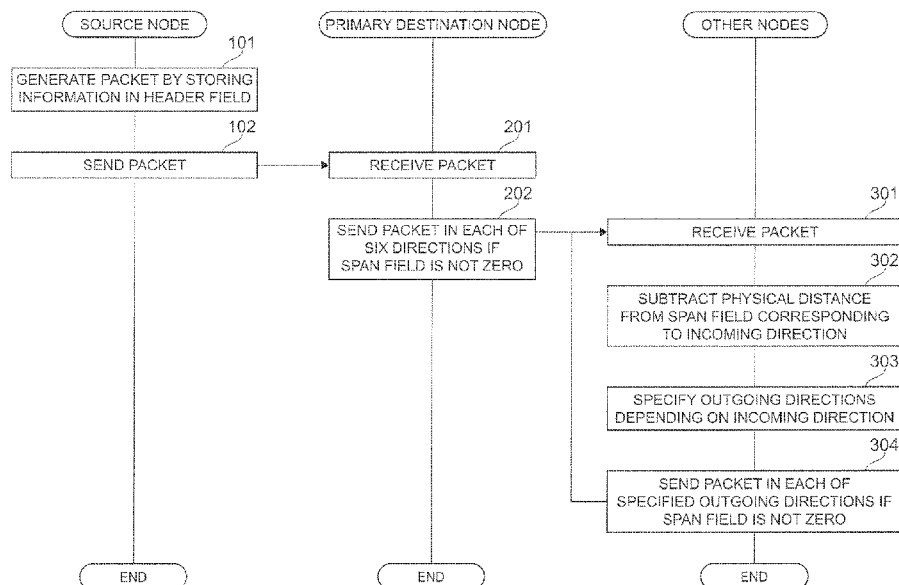 SOURCE NODE
PRIMARY DESTINATION NODE
OTHER NODES
101
GENERATE PACKET BY STORING
INFORMATION IN HEADER FIELD
102
SEND PACKET
201
RECEIVE PACKET
202
SEND PACKET IN EACH OF
SIX DIRECTIONS IF
SPAN FIELD IS NOT ZERO
301
RECEIVE PACKET
302
SUBTRACT PHYSICAL DISTANCE
FROM SPAN FIELD CORRESPONDING
TO INCOMING DIRECTION
303
SPECIFY OUTGOING DIRECTIONS
DEPENDING ON INCOMING DIRECTION
304
SEND PACKET IN EACH OF
SPECIFIED OUTGOING DIRECTIONS IF
SPAN FIELD IS NOT ZERO
END
END
END